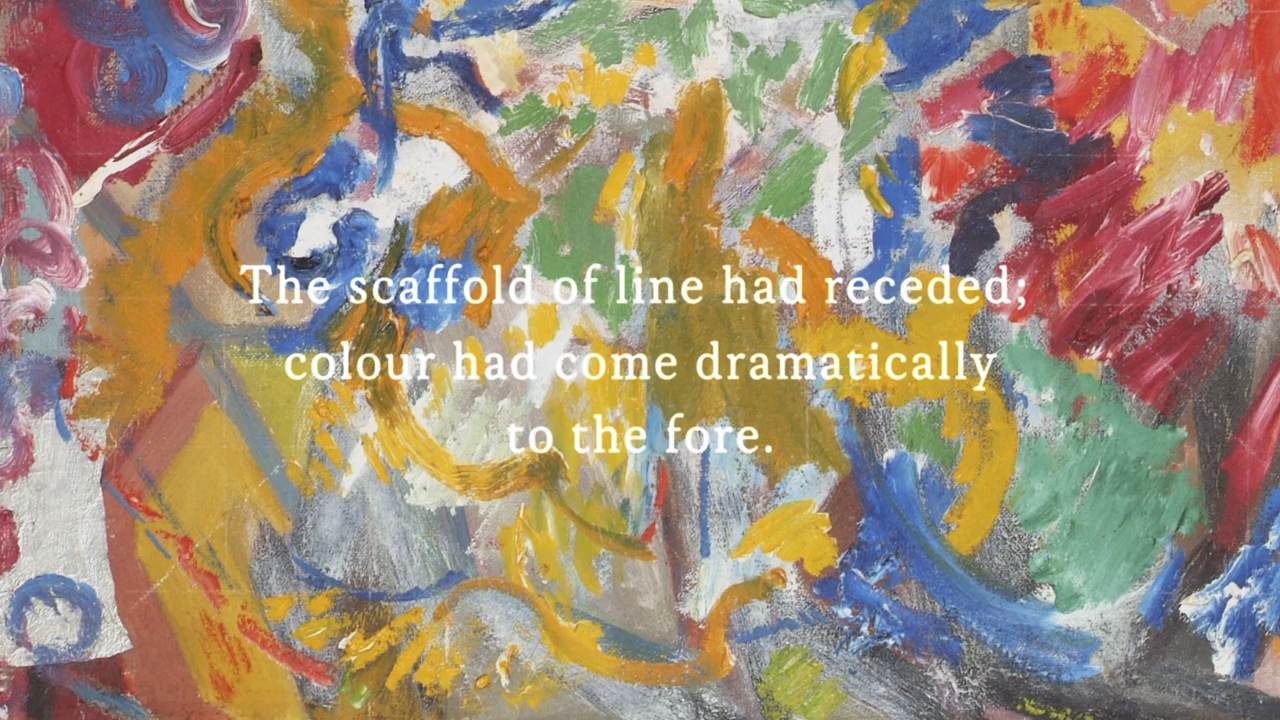 The scaffold of line had receded;
colour had come dramatically
to the fore.